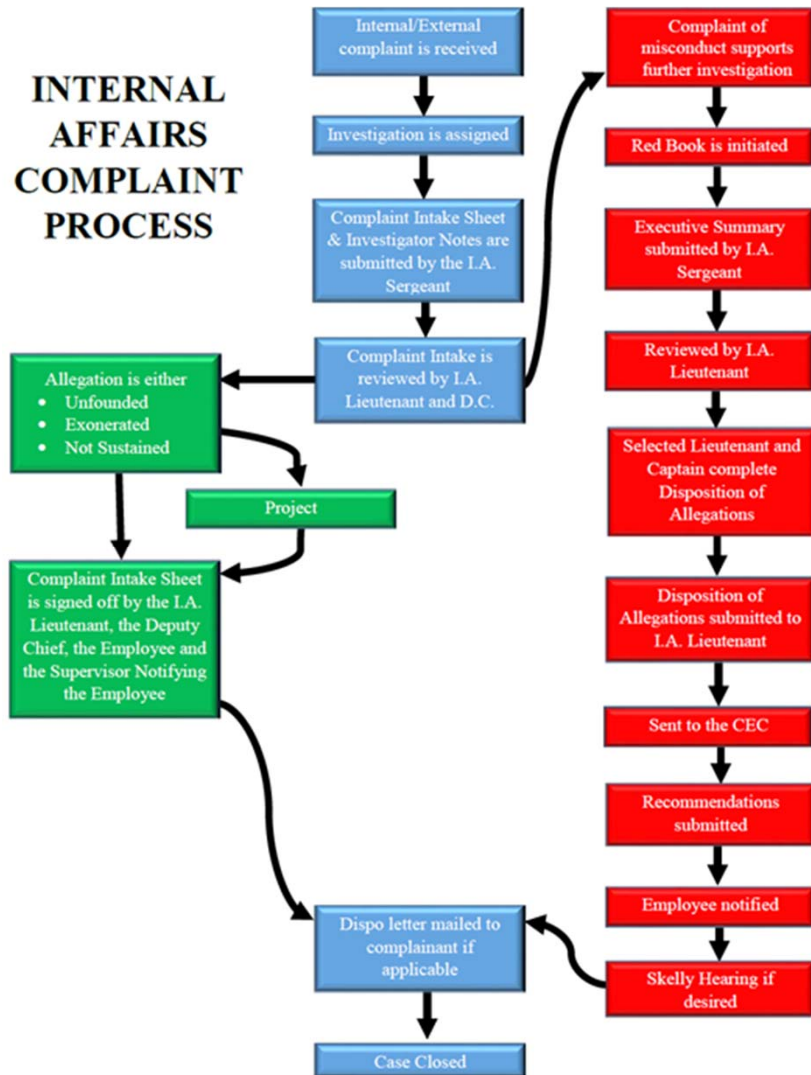 INTERNAL
AFFAIRS
COMPLAINT
PROCESS
Internal/External
complaint is received
Investigation is assigned
Complaint Intake Sheet
& Investigator Notes are
submitted by the I.A.
Sergeant
Complaint Intake is
reviewed by I.A.
Lieutenant and D.C.
Allegation is either
• Unfounded
• Exonerated
• Not Sustained
Project
Complaint Intake Sheet
is signed off by the I.A.
Lieutenant, the Deputy
Chief, the Employee and
the Supervisor Notifying
the Employee
Complaint of
misconduct supports
further investigation
Red Book is initiated
Executive Summary
submitted by I.A.
Sergeant
Reviewed by I.A.
Lieutenant
Selected Lieutenant and
Captain complete
Disposition of
Allegations
Disposition of
Allegations submitted to
I.A. Lieutenant
Sent to the CEC
Recommendations
submitted
Employee notified
Skelly Hearing if
desired
Dispo letter mailed to
complainant if
applicable
Case Closed